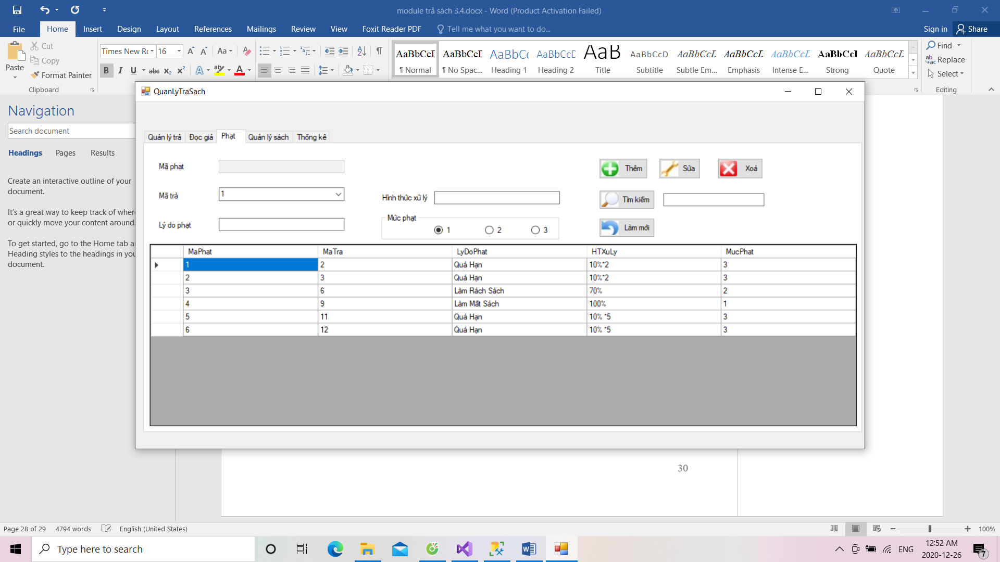 module trả sách 3.4.docx - Word (Product Activation Failed)
File Home Insert Design Layout References Mailings Review View Foxit Reader PDF Tell me what you want to do... Sign in Share
Paste
Cut
Copy
Format Painter
Clipboard
Times New Ro 16
AaBbCcI AaBbCcI AaBbCc AaBbCcD AaB AaBbCcD AaBbCcL AaBbCcL AaBbCcL AaBbCcI AaBbCcL
¶ Normal ¶ No Spac... Heading 1 Heading 2 Title Subtitle Subtle Em... Emphasis Intense E... Strong Quote
Find
Replace
Select
Editing
Navigation
Search document
Headings Pages Results
Create an interactive outline of your
document.
It's a great way to keep track of wher
or quickly move your content around.
To get started, go to the Home tab a
Heading styles to the headings in you
document.
QuanLyTraSach
Quản lý trả Đọc giả Phạt Quản lý sách Thống kê
Mã phạt
Mã trả 1
Lý do phạt
Hình thức xử lý
Mức phạt
1 2 3
Thêm Sửa Xoá
Tìm kiếm
Làm mới
MaPhat MaTra LyDoPhat HTXuLy MucPhat
1 2 Quá Hạn 10%*2 3
2 3 Quá Hạn 10%*2 3
3 6 Làm Rách Sách 70% 2
4 9 Làm Mất Sách 100% 1
5 11 Quá Hạn 10% *5 3
6 12 Quá Hạn 10% *5 3
30
Page 28 of 29 4794 words English (United States) 100%
Type here to search
ENG
12:52 AM
2020-12-26
7